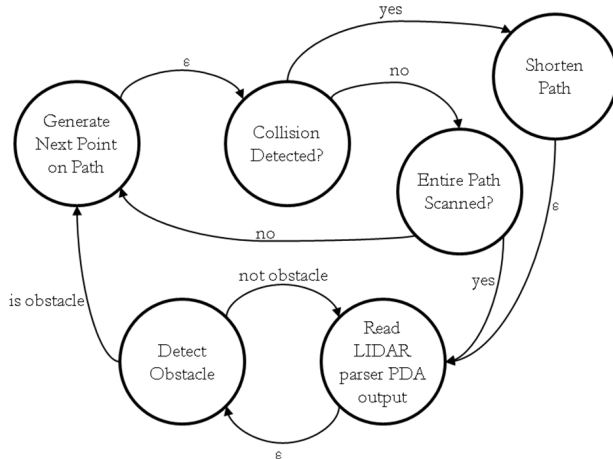 yes
Shorten
Path
ε
no
Generate
Next Point
on Path
Collision
Detected?
Entire Path
Scanned?
ε
no
yes
not obstacle
is obstacle
Detect
Obstacle
Read
LIDAR
parser PDA
output
ε